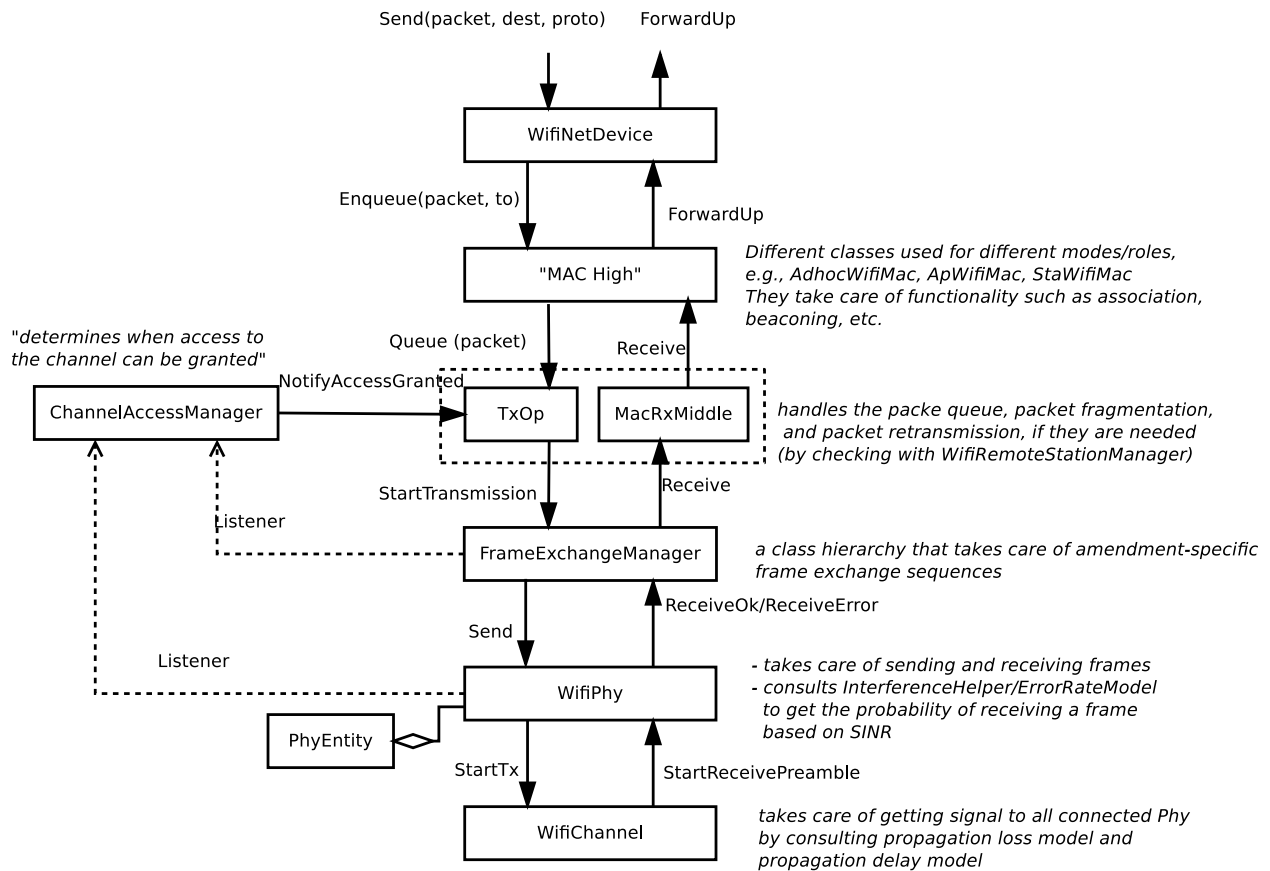 Send(packet, dest, proto)
ForwardUp
WifiNetDevice
Enqueue(packet, to)
ForwardUp
"MAC High"
Different classes used for different modes/roles,
e.g., AdhocWifiMac, ApWifiMac, StaWifiMac
They take care of functionality such as association,
beaconing, etc.
"determines when access to
the channel can be granted"
Queue (packet)
Receive
NotifyAccessGranted
ChannelAccessManager
TxOp
MacRxMiddle
handles the packe queue, packet fragmentation,
and packet retransmission, if they are needed
(by checking with WifiRemoteStationManager)
StartTransmission
Receive
Listener
FrameExchangeManager
a class hierarchy that takes care of amendment-specific
frame exchange sequences
ReceiveOk/ReceiveError
Send
Listener
WifiPhy
- takes care of sending and receiving frames
- consults InterferenceHelper/ErrorRateModel
to get the probability of receiving a frame
based on SINR
PhyEntity
StartTx
StartReceivePreamble
WifiChannel
takes care of getting signal to all connected Phy
by consulting propagation loss model and
propagation delay model